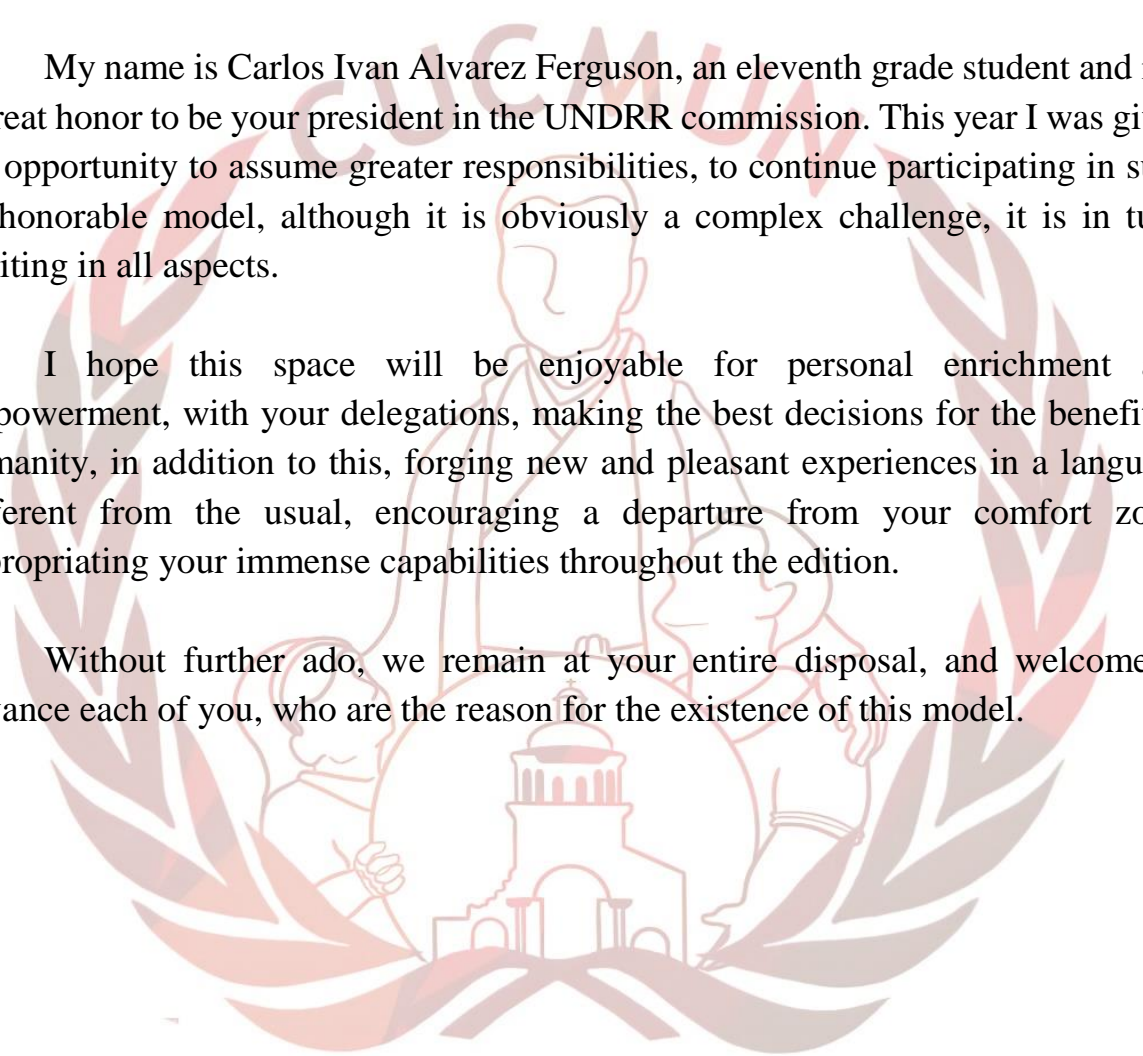 CUCMUN
My name is Carlos Ivan Alvarez Ferguson, an eleventh grade student and
reat honor to be your president in the UNDRR commission. This year I was gi
opportunity to assume greater responsibilities, to continue participating in su
honorable model, although it is obviously a complex challenge, it is in tu
iting in all aspects.
I hope this space will be enjoyable for personal enrichment
powerment, with your delegations, making the best decisions for the benefit
manity, in addition to this, forging new and pleasant experiences in a langu
ferent from the usual, encouraging a departure from your comfort zo
propriating your immense capabilities throughout the edition.
Without further ado, we remain at your entire disposal, and welcome
vance each of you, who are the reason for the existence of this model.